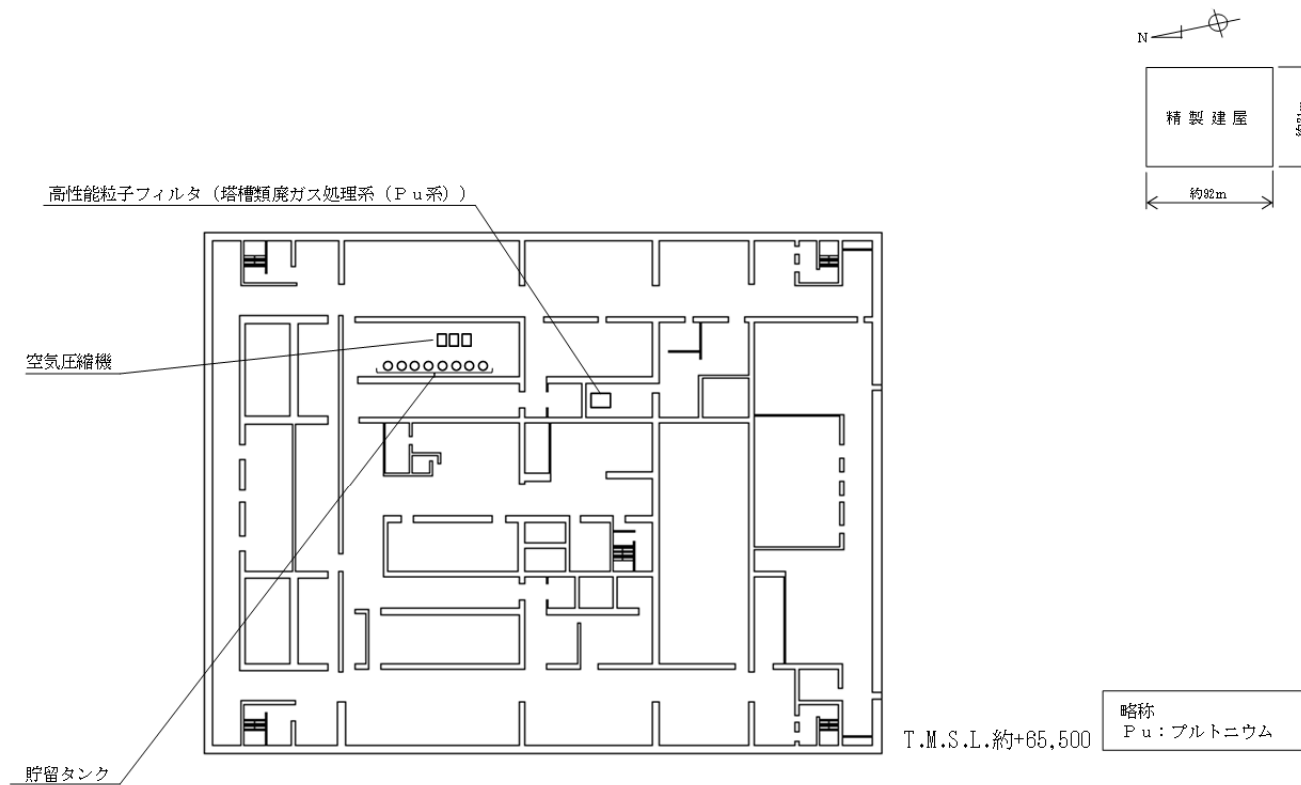 N
精製建屋
約92m
高性能粒子フィルタ（塔槽類廃ガス処理系（Ｐｕ系））
空気圧縮機
貯留タンク
T.M.S.L.約+65,500
略称
Ｐｕ：プルトニウム